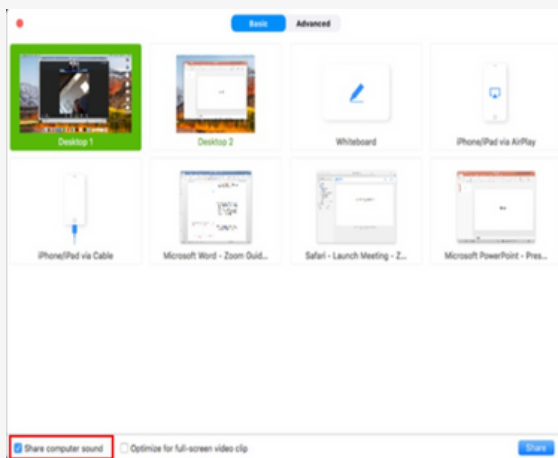 Basic Advanced
Desktop 1 Desktop 2 Whiteboard iPhone/iPad via AirPlay
iPhone/iPad via Cable Microsoft Word - Zoom Guid... Safari - Launch Meeting - Z... Microsoft PowerPoint - Pres...
Share computer sound Optimize for full-screen video clip Share